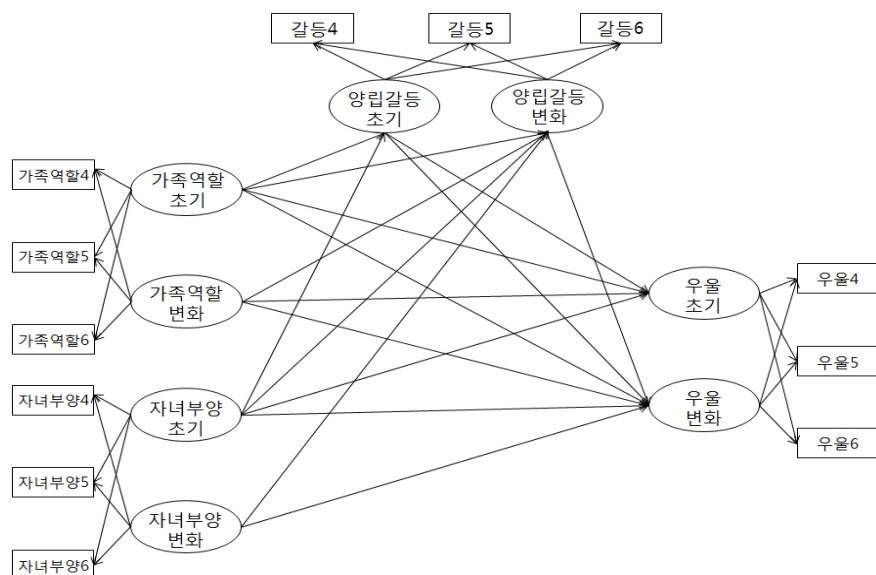 갈등4
갈등5
갈등6
양립갈등
초기
양립갈등
변화
가족역할4
가족역할5
가족역할6
가족역할
초기
가족역할
변화
우울
초기
우울
변화
우울4
우울5
우울6
자녀부양4
자녀부양5
자녀부양6
자녀부양
초기
자녀부양
변화